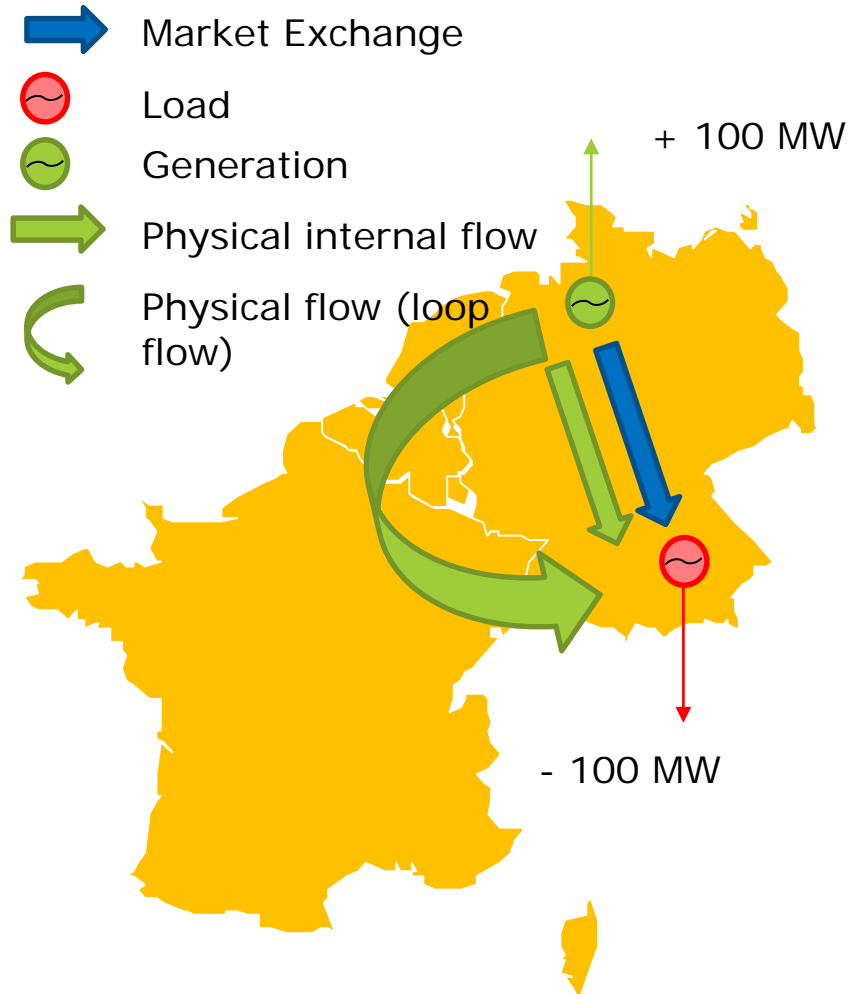 Market Exchange
Load
+ 100 MW
Generation
Physical internal flow
Physical flow (loop
flow)
- 100 MW